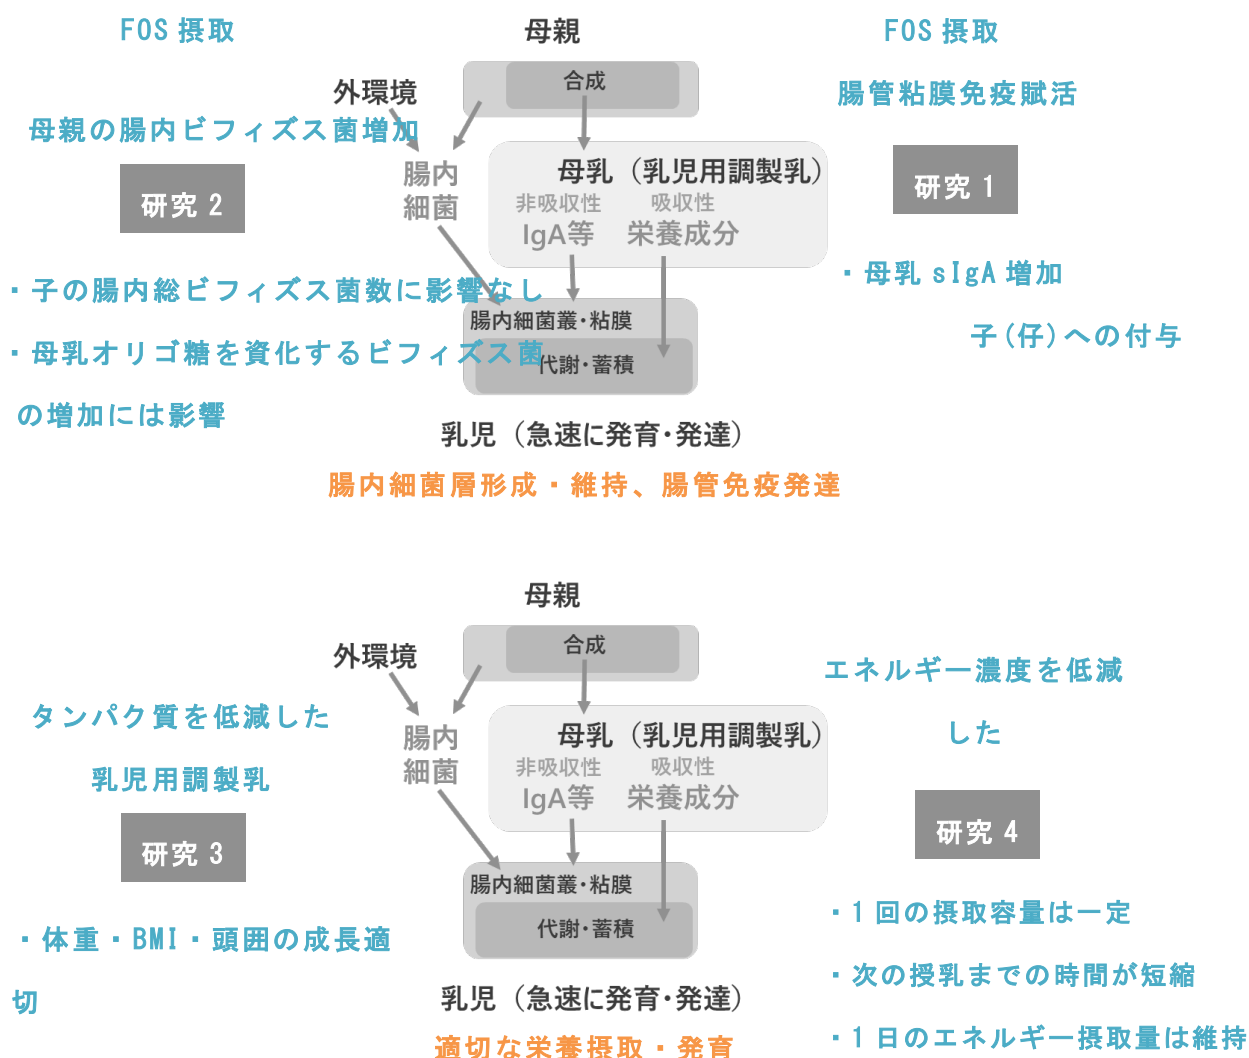 FOS 摂取
母親
FOS 摂取
合成
外環境
腸管粘膜免疫賦活
母親の腸内ビフィズス菌増加
腸内
細菌
母乳（乳児用調製乳）
非吸収性
吸収性
IgA等
栄養成分
研究 2
研究 1
・子の腸内総ビフィズス菌数に影響なし
・母乳 sIgA 増加
子(仔)への付与
腸内細菌叢・粘膜
・母乳オリゴ糖を資化するビフィズス菌
の増加には影響
代謝・蓄積
乳児（急速に発育・発達）
腸内細菌層形成・維持、腸管免疫発達
母親
合成
外環境
エネルギー濃度を低減
した
タンパク質を低減した
乳児用調製乳
腸内
細菌
母乳（乳児用調製乳）
非吸収性
吸収性
IgA等
栄養成分
研究 3
研究 4
腸内細菌叢・粘膜
代謝・蓄積
・体重・BMI・頭囲の成長適
切
・1 回の摂取容量は一定
・次の授乳までの時間が短縮
・1 日のエネルギー摂取量は維持
乳児（急速に発育・発達）
適切な栄養摂取・発育